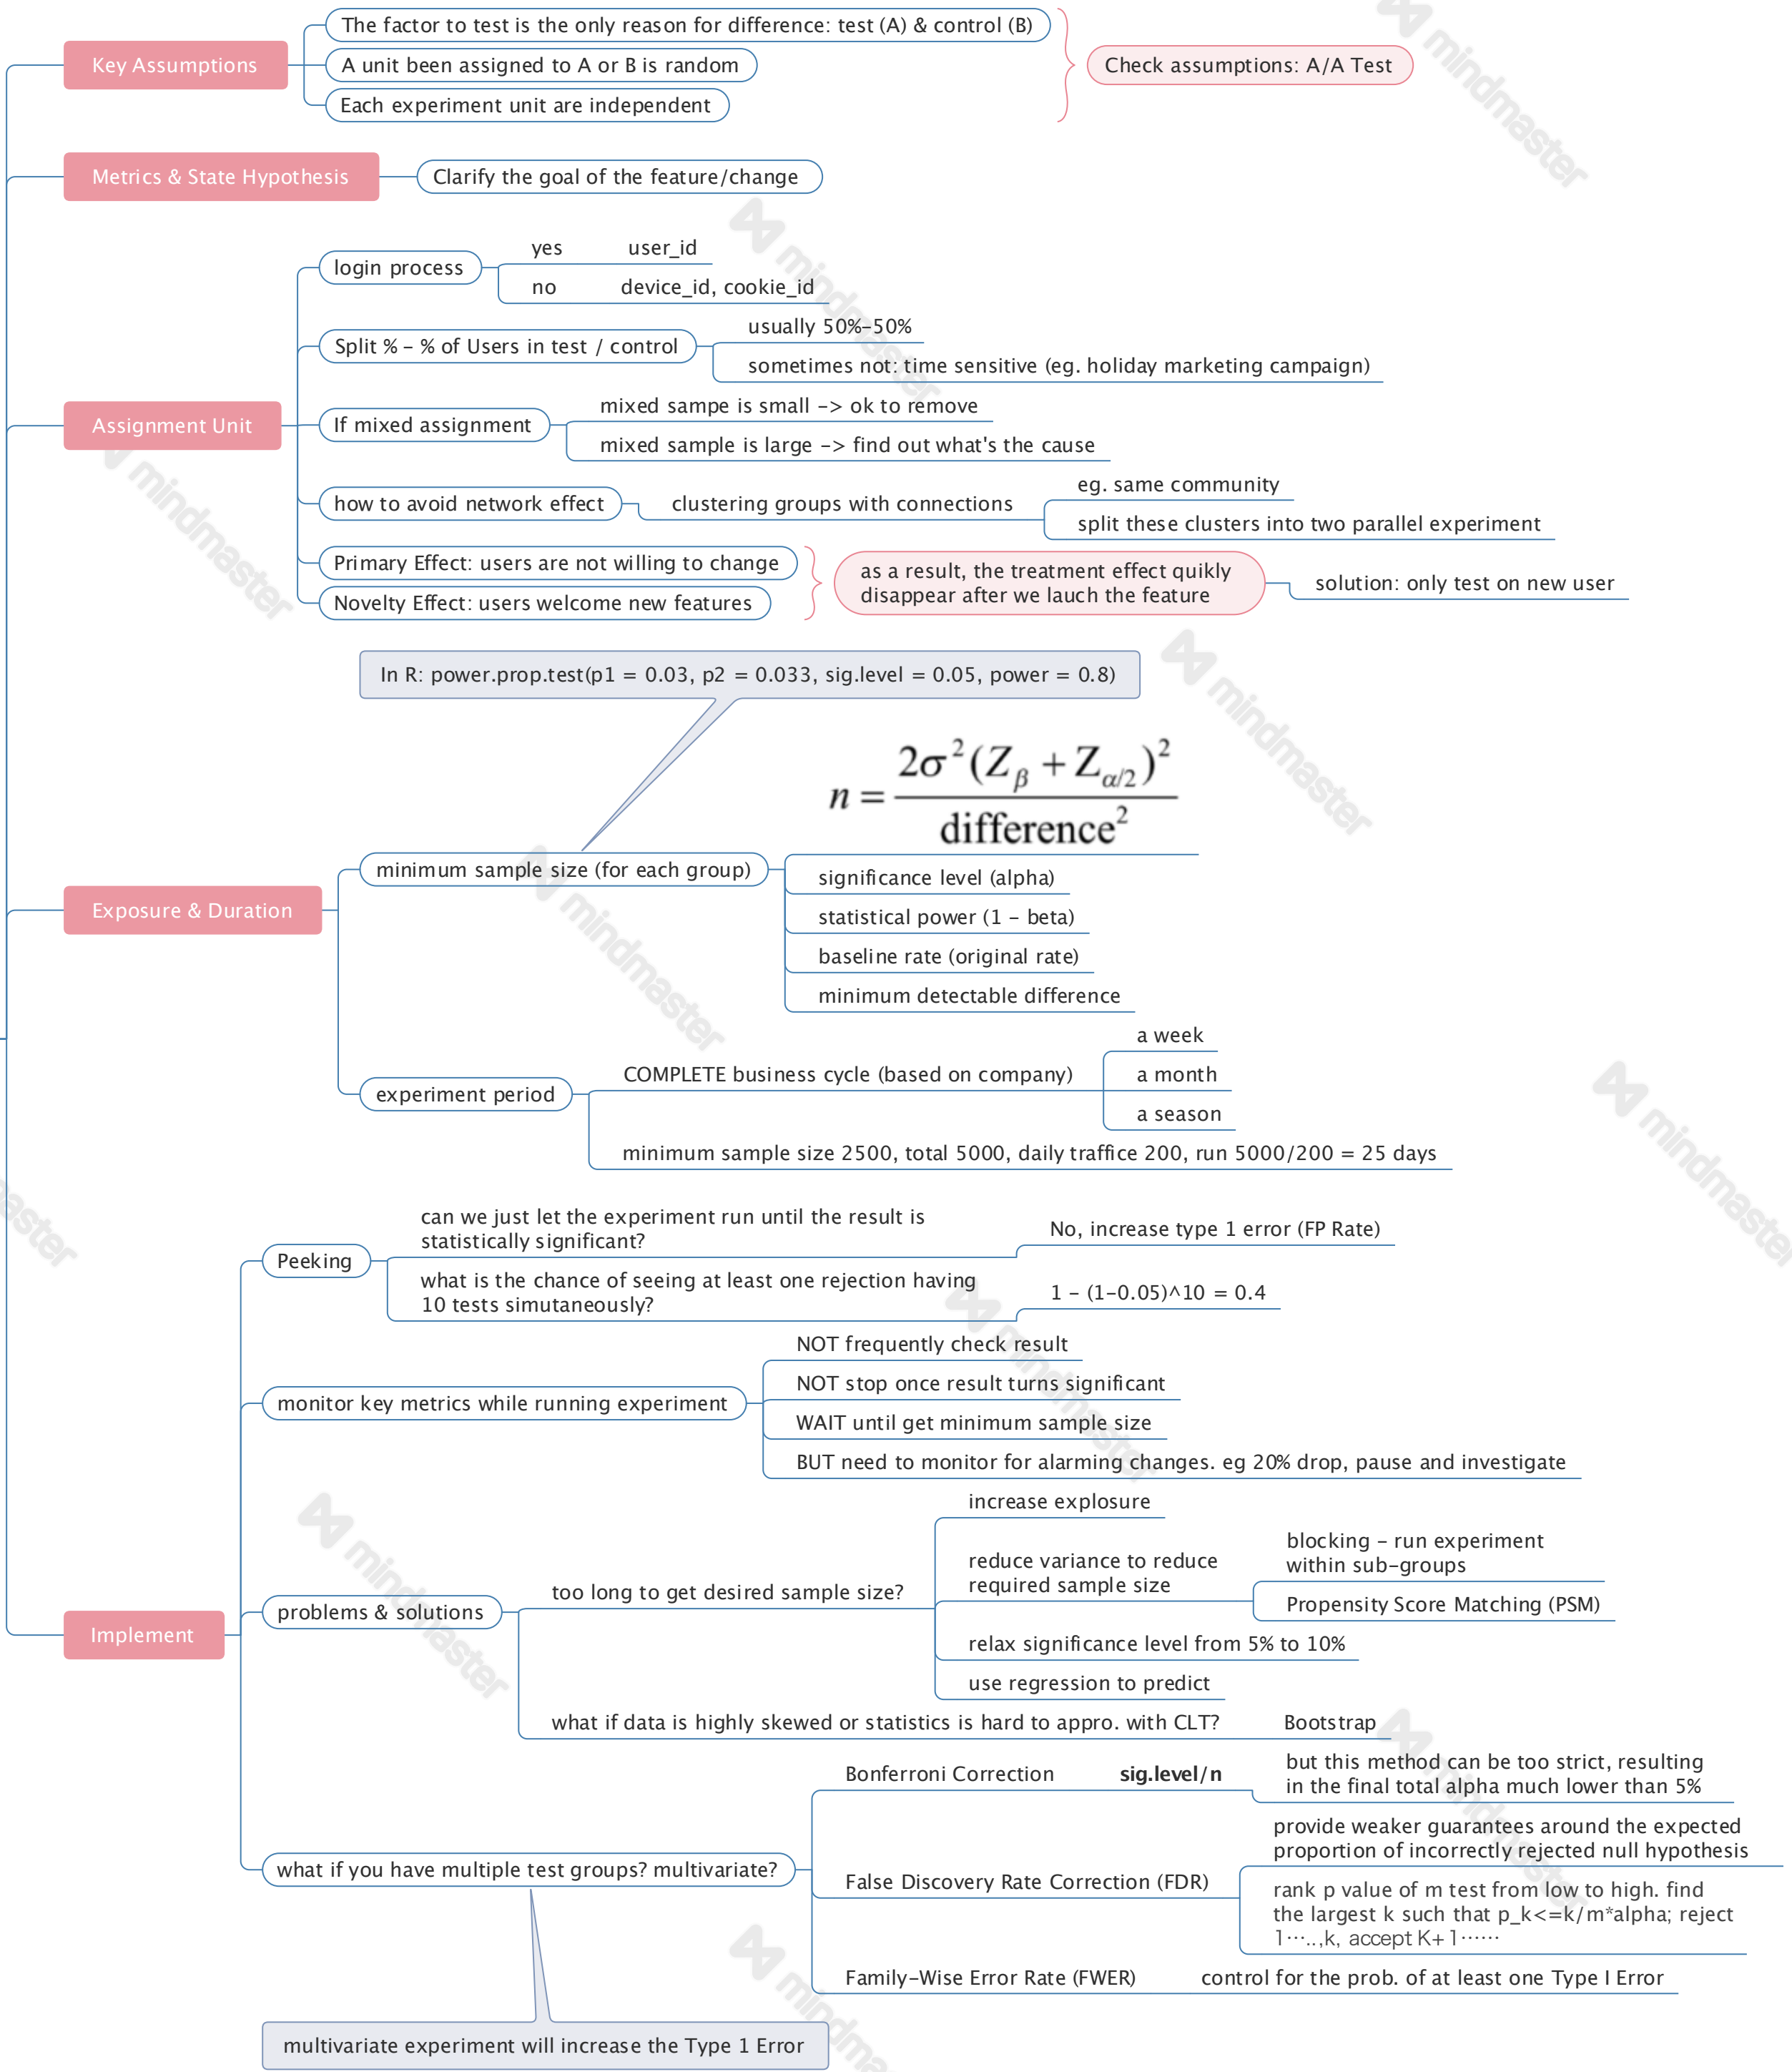 Key Assumptions
The factor to test is the only reason for difference: test (A) & control (B)
A unit been assigned to A or B is random
Each experiment unit are independent
Check assumptions: A/A Test
Metrics & State Hypothesis
Clarify the goal of the feature/change
Assignment Unit
login process
yes user_id
no device_id, cookie_id
Split % – % of Users in test / control
usually 50%–50%
sometimes not: time sensitive (eg. holiday marketing campaign)
If mixed assignment
mixed sampe is small –> ok to remove
mixed sample is large –> find out what's the cause
how to avoid network effect
clustering groups with connections
eg. same community
split these clusters into two parallel experiment
Primary Effect: users are not willing to change
Novelty Effect: users welcome new features
as a result, the treatment effect quikly
disappear after we lauch the feature
solution: only test on new user
Exposure & Duration
In R: power.prop.test(p1 = 0.03, p2 = 0.033, sig.level = 0.05, power = 0.8)
minimum sample size (for each group)
n = 2σ²(Z_β + Z_α/2)² / difference²
significance level (alpha)
statistical power (1 – beta)
baseline rate (original rate)
minimum detectable difference
experiment period
COMPLETE business cycle (based on company)
a week
a month
a season
minimum sample size 2500, total 5000, daily traffice 200, run 5000/200 = 25 days
Implement
Peeking
can we just let the experiment run until the result is
statistically significant?
No, increase type 1 error (FP Rate)
what is the chance of seeing at least one rejection having
10 tests simutaneously?
1 – (1–0.05)^10 = 0.4
monitor key metrics while running experiment
NOT frequently check result
NOT stop once result turns significant
WAIT until get minimum sample size
BUT need to monitor for alarming changes. eg 20% drop, pause and investigate
problems & solutions
too long to get desired sample size?
increase explosure
reduce variance to reduce
required sample size
blocking – run experiment
within sub–groups
Propensity Score Matching (PSM)
relax significance level from 5% to 10%
use regression to predict
what if data is highly skewed or statistics is hard to appro. with CLT? Bootstrap
what if you have multiple test groups? multivariate?
Bonferroni Correction sig.level/n
but this method can be too strict, resulting
in the final total alpha much lower than 5%
False Discovery Rate Correction (FDR)
provide weaker guarantees around the expected
proportion of incorrectly rejected null hypothesis
rank p value of m test from low to high. find
the largest k such that p_k<=k/m*alpha; reject
1⋯..,k, accept K+1⋯⋯
Family–Wise Error Rate (FWER) control for the prob. of at least one Type I Error
multivariate experiment will increase the Type 1 Error
mindmaster
mindmaster
mindmaster
mindmaster
mindmaster
mindmaster
master
mindmaster
mindmaster
mindmaster
mindmaster